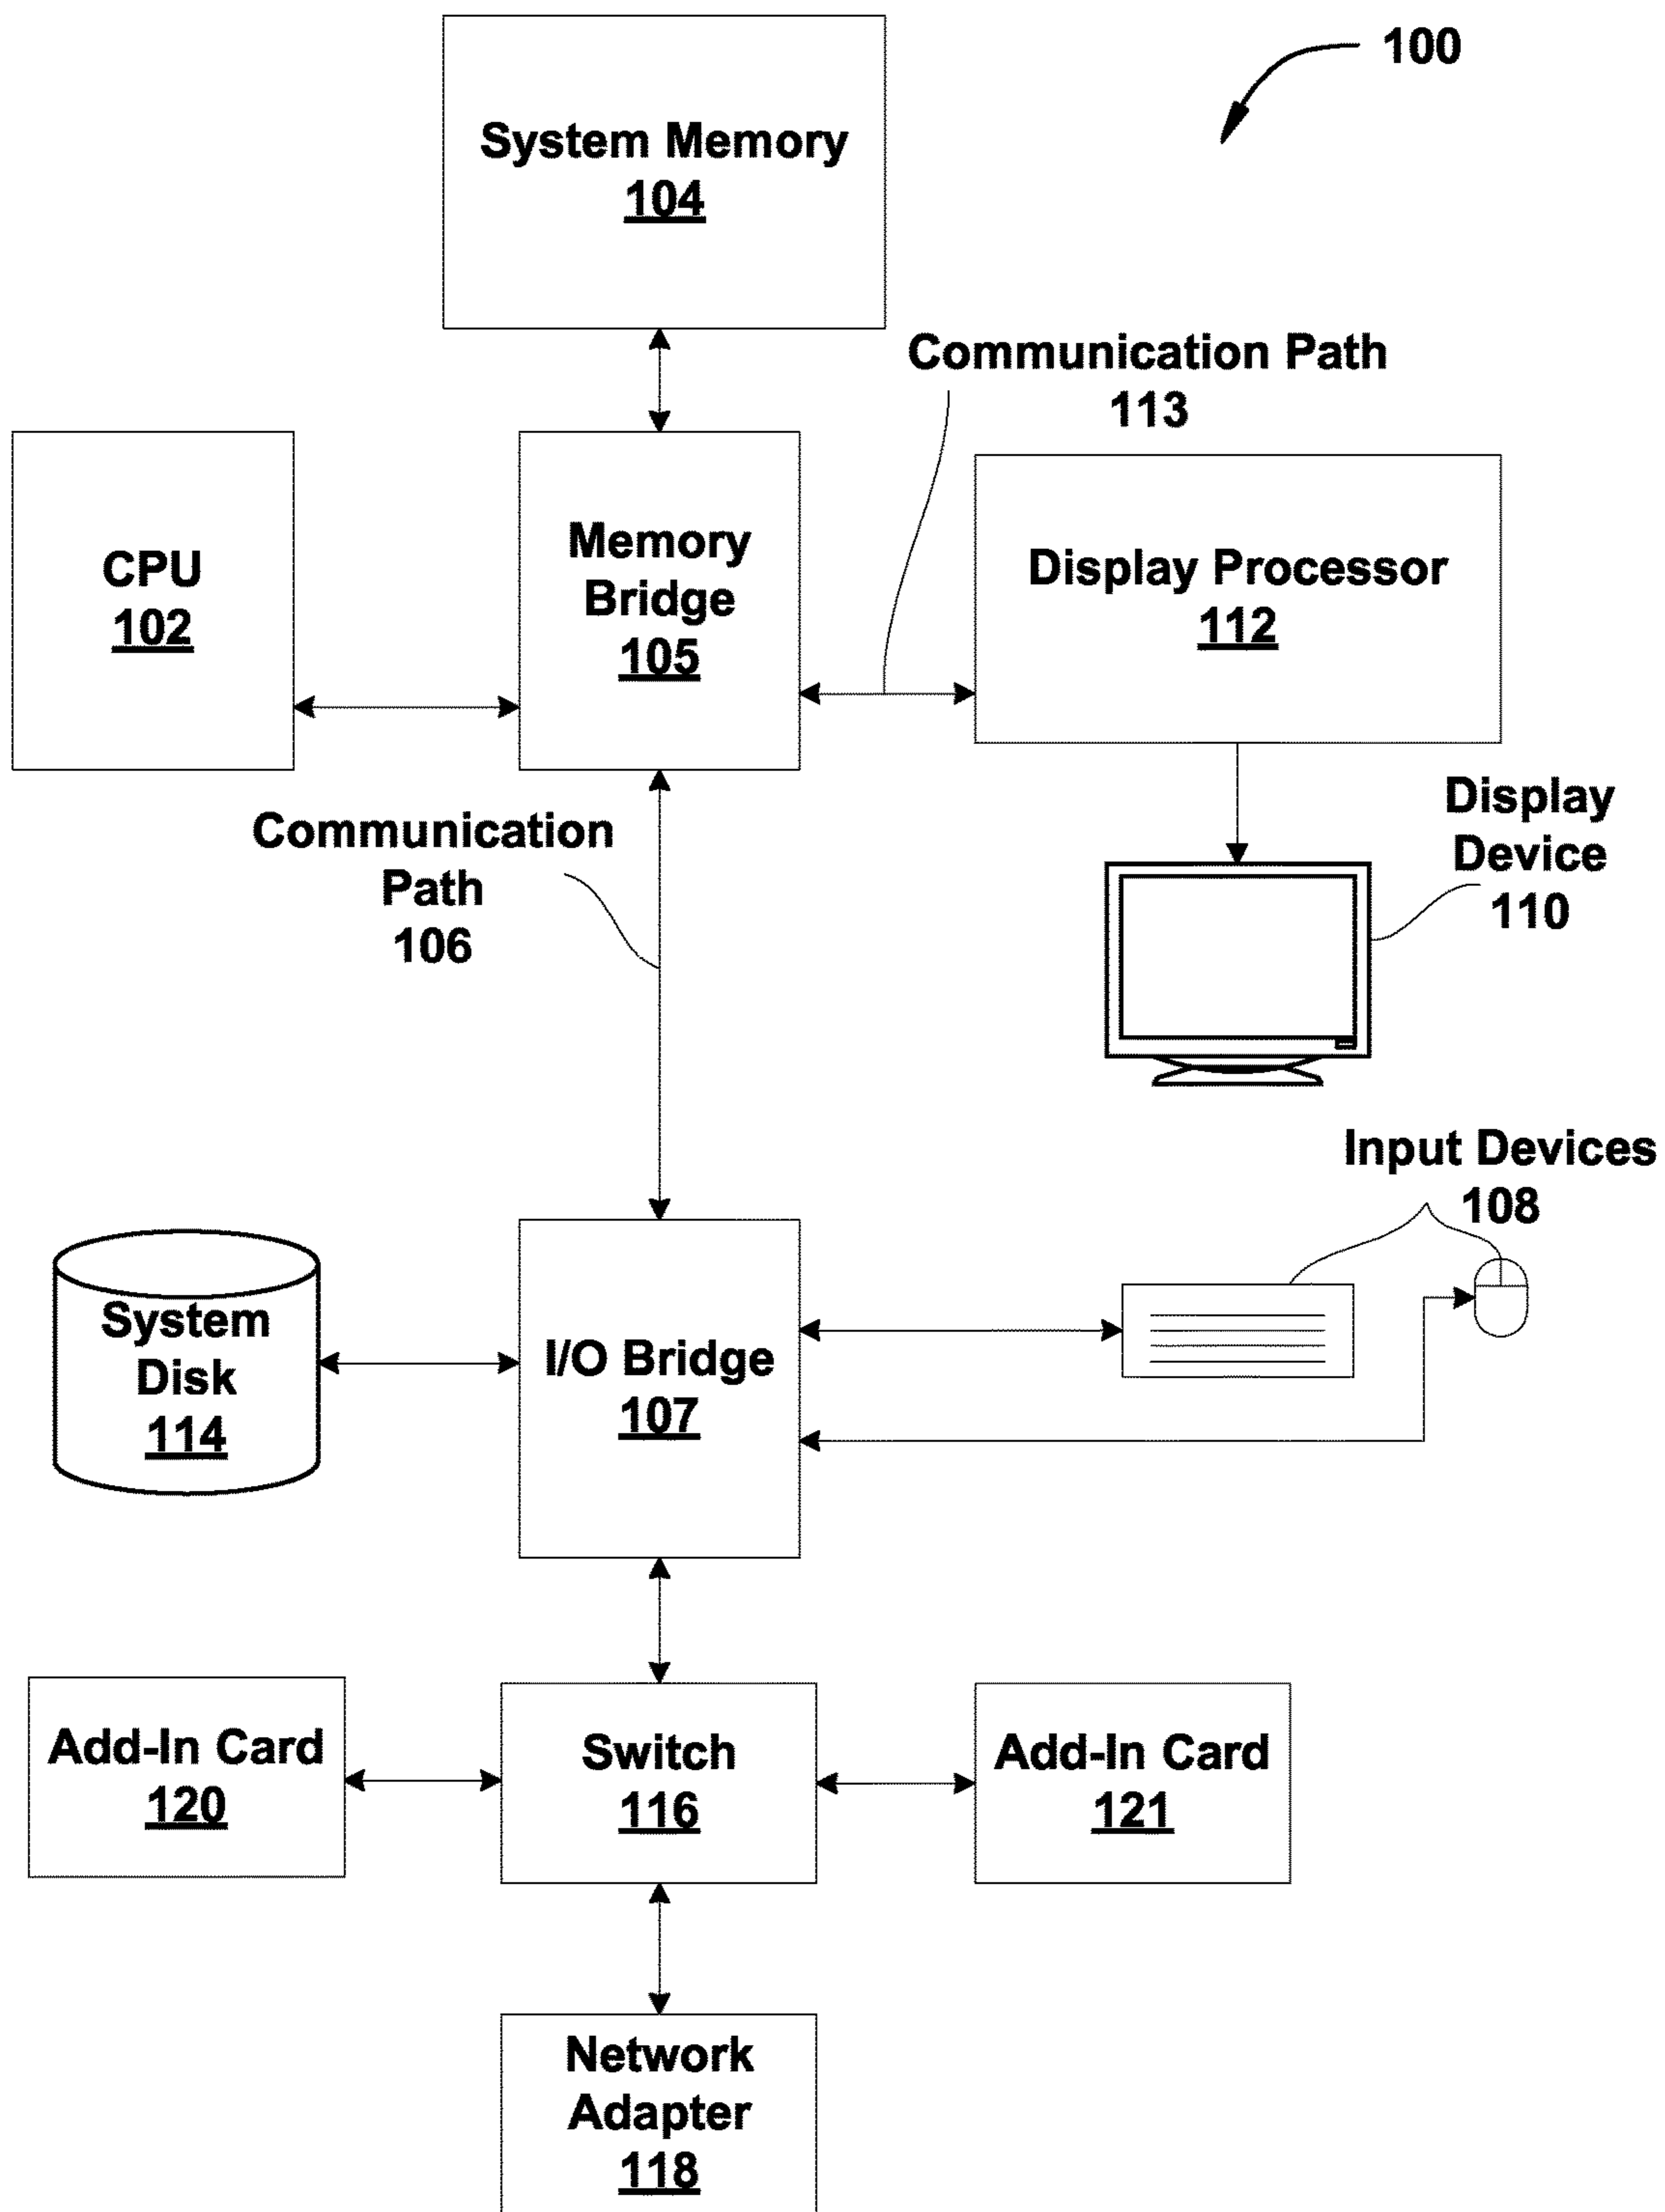 100
System Memory
104
Communication Path
113
CPU
102
Memory
Bridge
105
Display Processor
112
Communication
Path
106
Display
Device
110
Input Devices
108
System
Disk
114
I/O Bridge
107
Add-In Card
120
Switch
116
Add-In Card
121
Network
Adapter
118